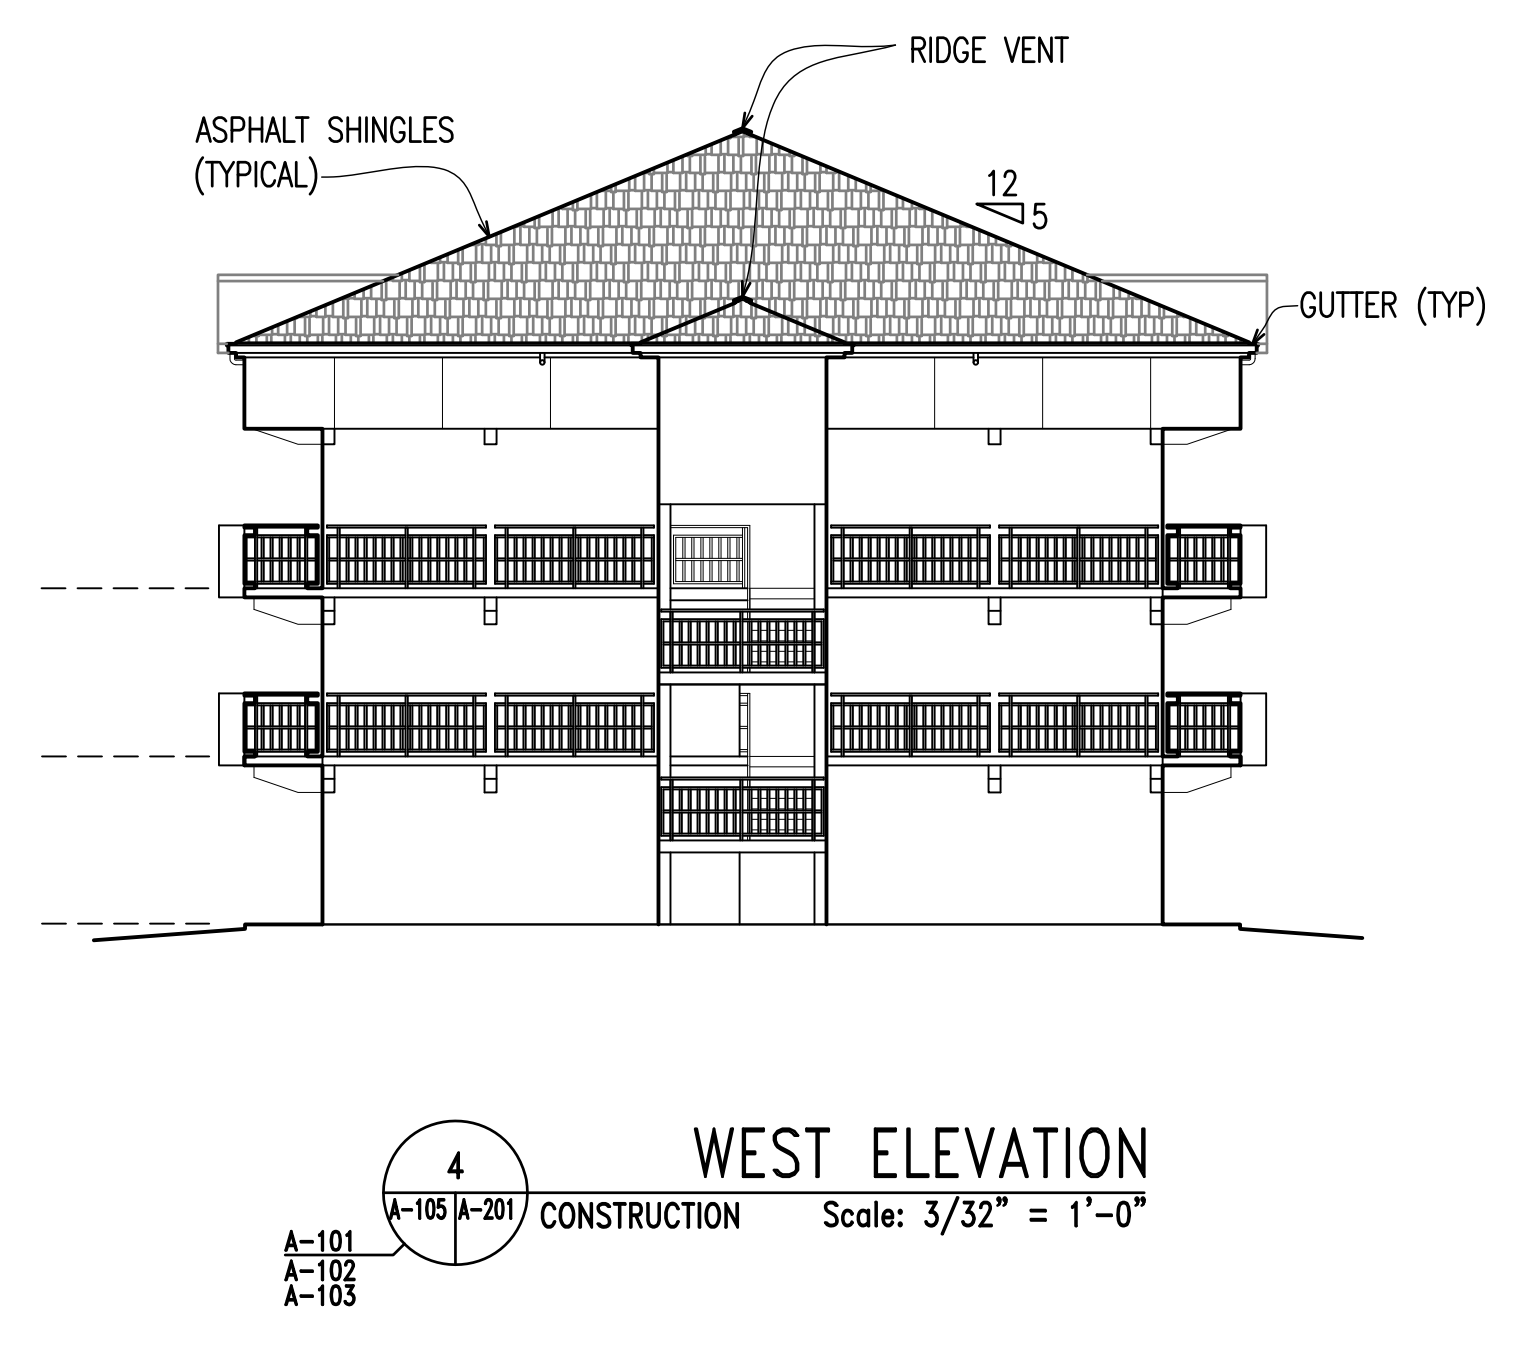 RIDGE VENT
ASPHALT SHINGLES
(TYPICAL)
12
5
GUTTER (TYP)
4
A-105 A-201
WEST ELEVATION
CONSTRUCTION Scale: 3/32" = 1'-0"
A-101
A-102
A-103